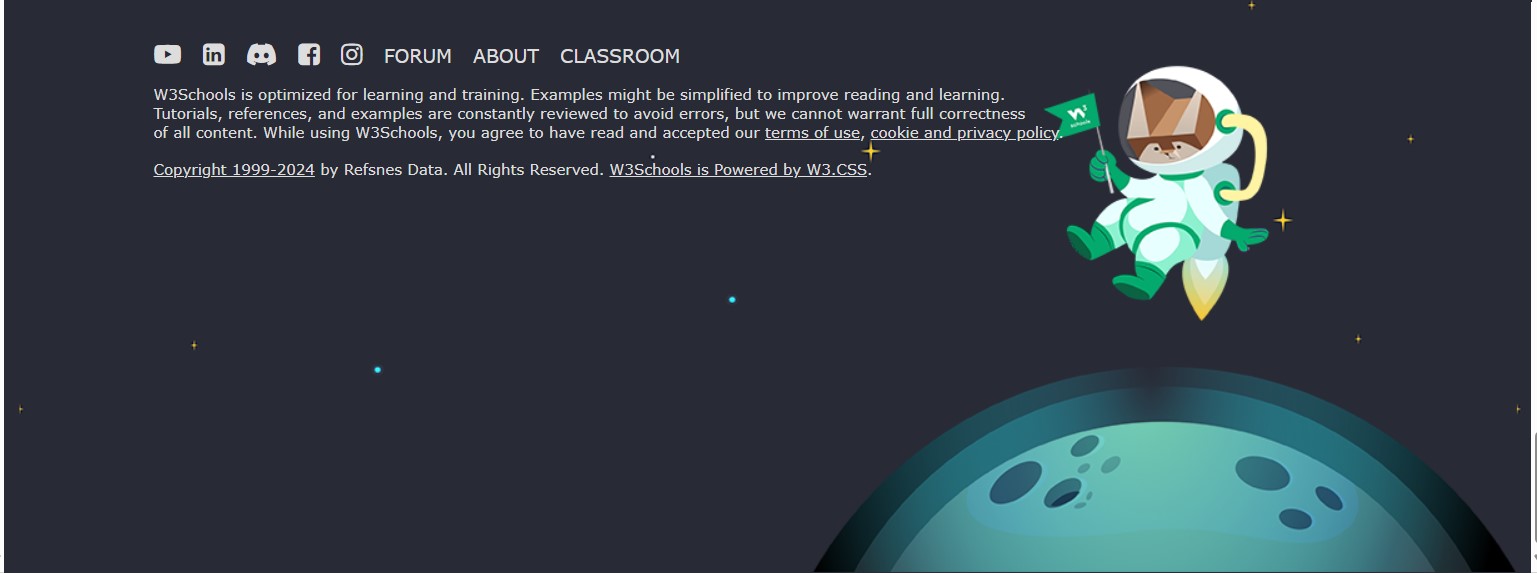 FORUM ABOUT CLASSROOM
W3Schools is optimized for learning and training. Examples might be simplified to improve reading and learning.
Tutorials, references, and examples are constantly reviewed to avoid errors, but we cannot warrant full correctness
of all content. While using W3Schools, you agree to have read and accepted our terms of use, cookie and privacy policy.
Copyright 1999-2024 by Refsnes Data. All Rights Reserved. W3Schools is Powered by W3.CSS.
W3
schools